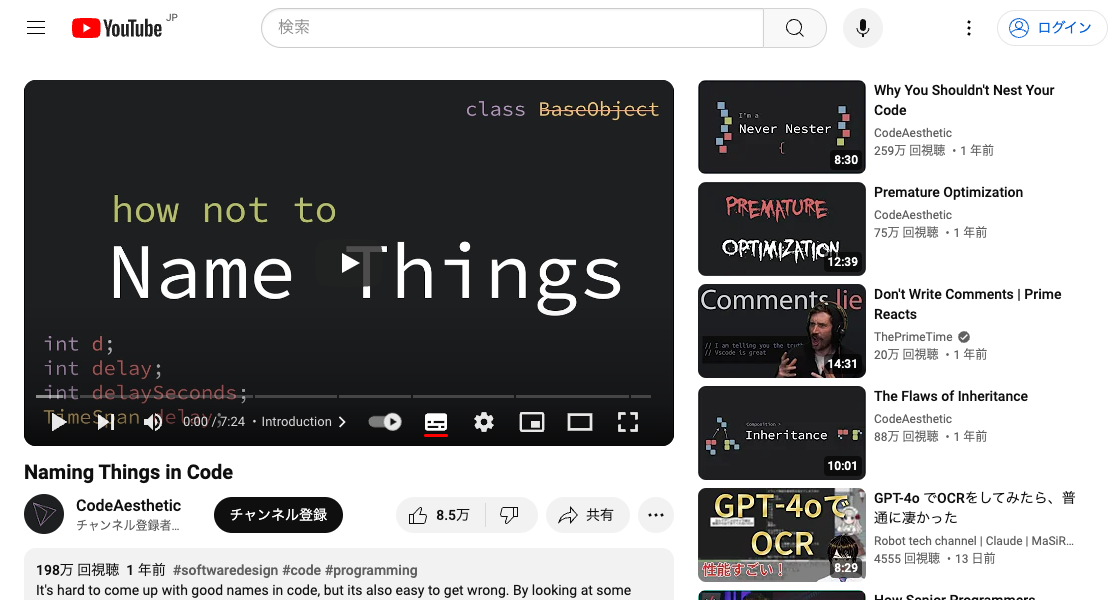 YouTube JP
検索
ログイン
class BaseObject
how not to
Name Things
int d;
int delay;
int delaySeconds;
TimeSpan delay;
0:00 / 7:24 • Introduction
Naming Things in Code
CodeAesthetic
チャンネル登録者...
チャンネル登録
8.5万
共有
198万 回視聴 1 年前 #softwaredesign #code #programming
It's hard to come up with good names in code, but its also easy to get wrong. By looking at some
I'm a
Never Nester
{
8:30
Why You Shouldn't Nest Your
Code
CodeAesthetic
259万 回視聴 • 1 年前
PREMATURE
OPTIMIZATION
12:39
Premature Optimization
CodeAesthetic
75万 回視聴 • 1 年前
Comments lie
// I am telling you the truth
// Vscode is great
14:31
Don't Write Comments | Prime
Reacts
ThePrimeTime
20万 回視聴 • 1 年前
Composition >
Inheritance
10:01
The Flaws of Inheritance
CodeAesthetic
88万 回視聴 • 1 年前
GPT-4oで
OCR
性能すごい！
8:29
GPT-4o でOCRをしてみたら、普
通に凄かった
Robot tech channel | Claude | MaSiR...
4555 回視聴 • 13 日前
How Senior Programmers